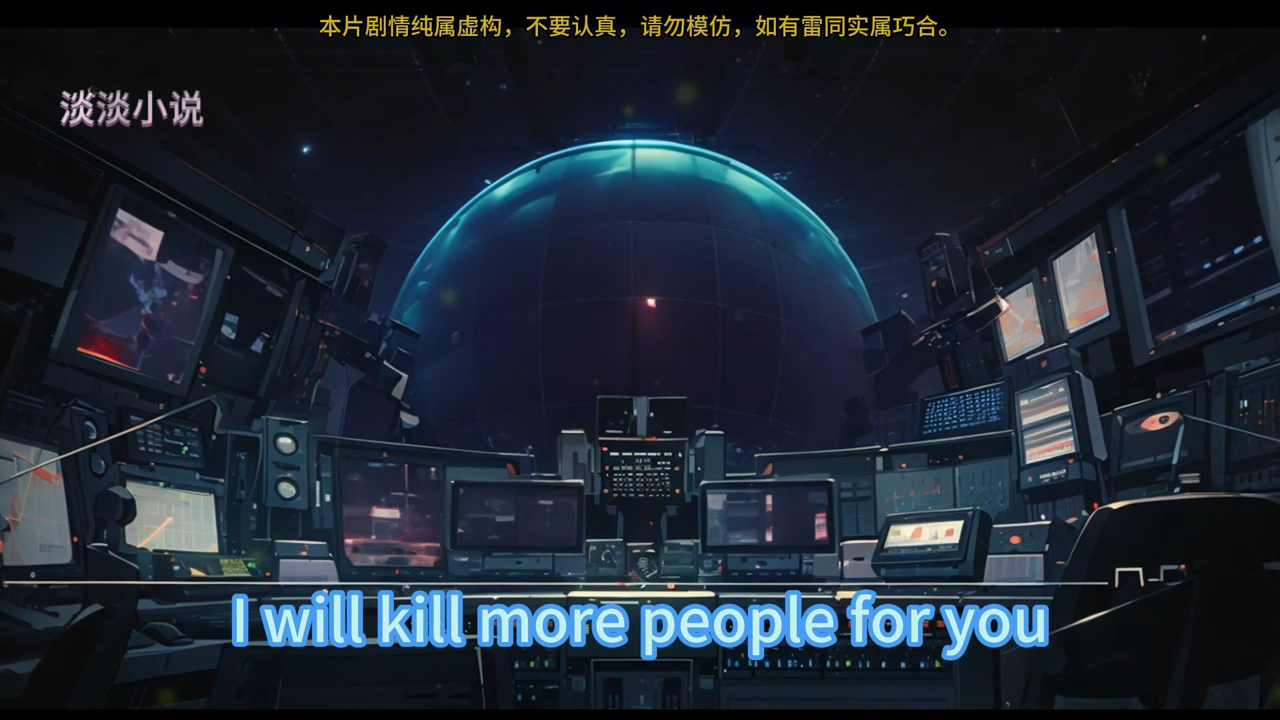 本片剧情纯属虚构，不要认真，请勿模仿，如有雷同实属巧合。
淡淡小说
I will kill more people for you